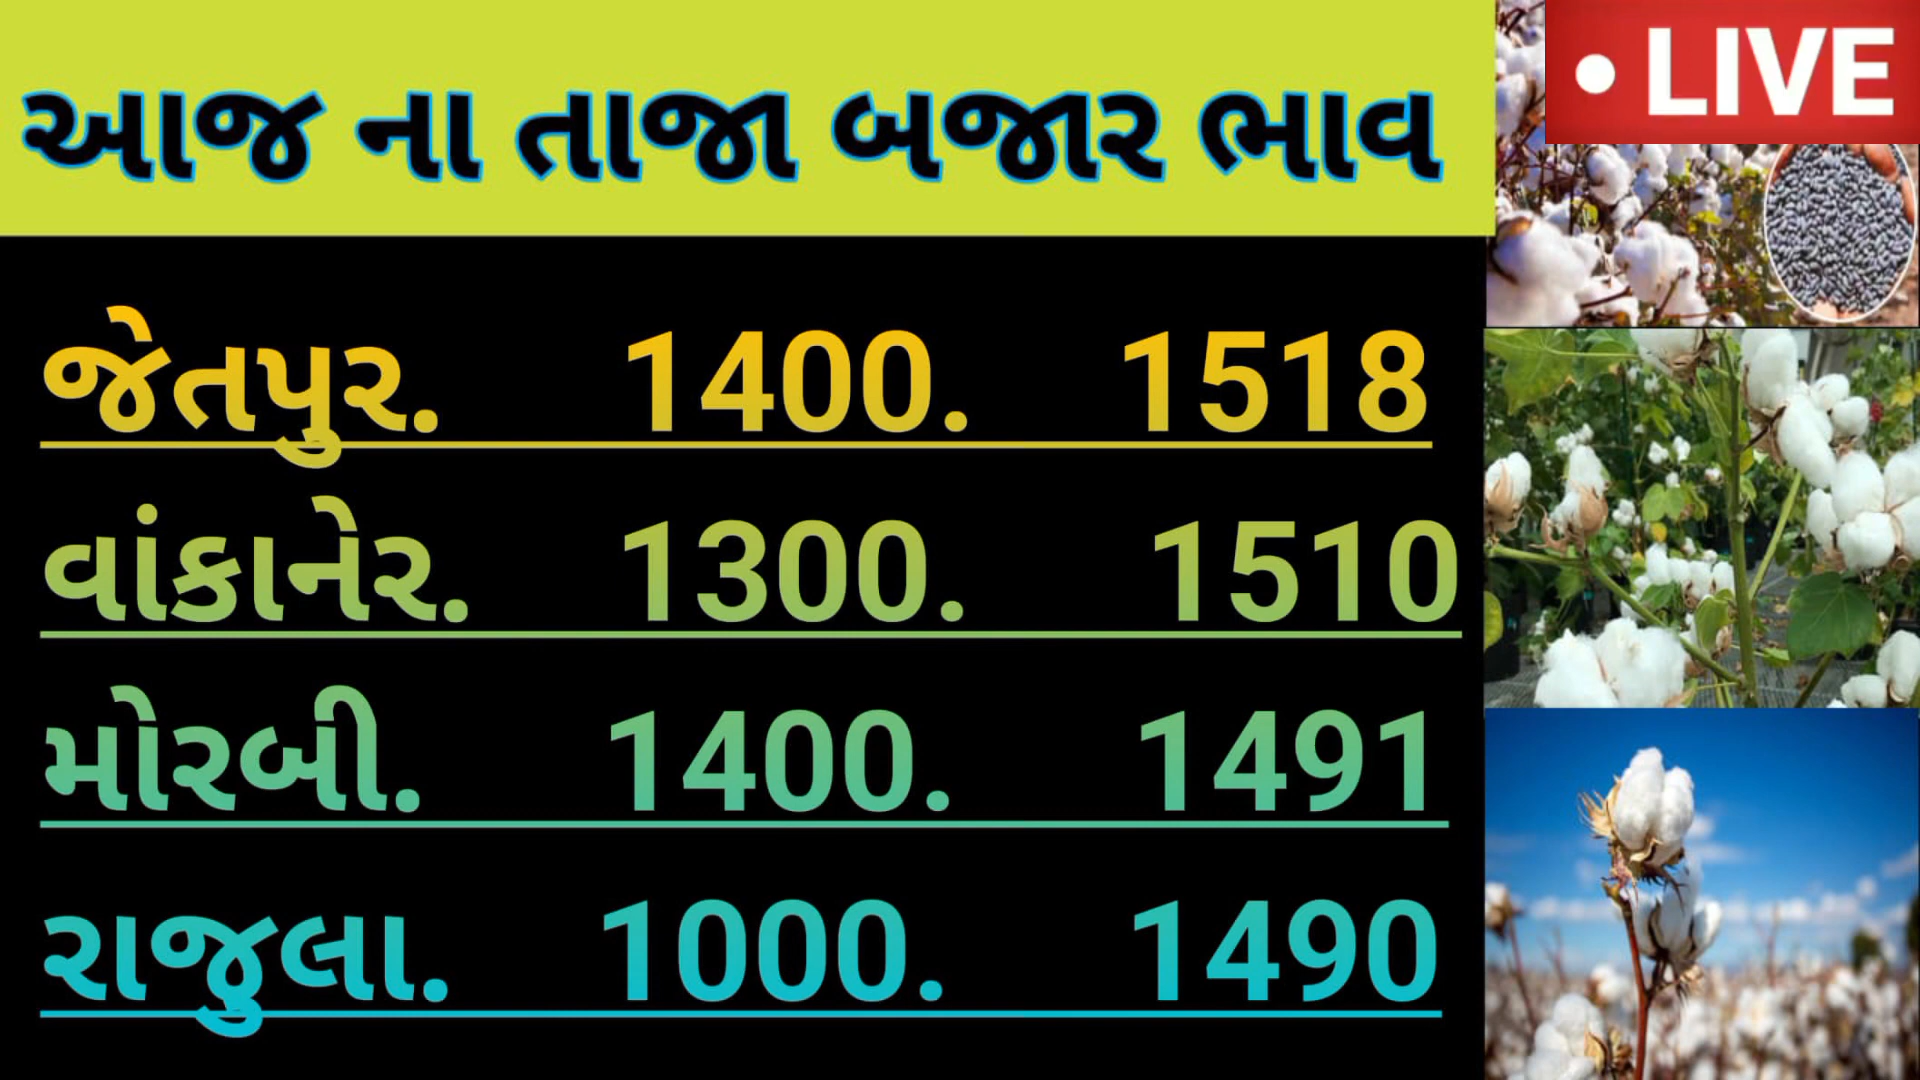 આજ ના તાજા બજાર ભાવ
• LIVE
જેતપુર. 1400. 1518
વાંકાનેર. 1300. 1510
મોરબી. 1400. 1491
રાજુલા. 1000. 1490